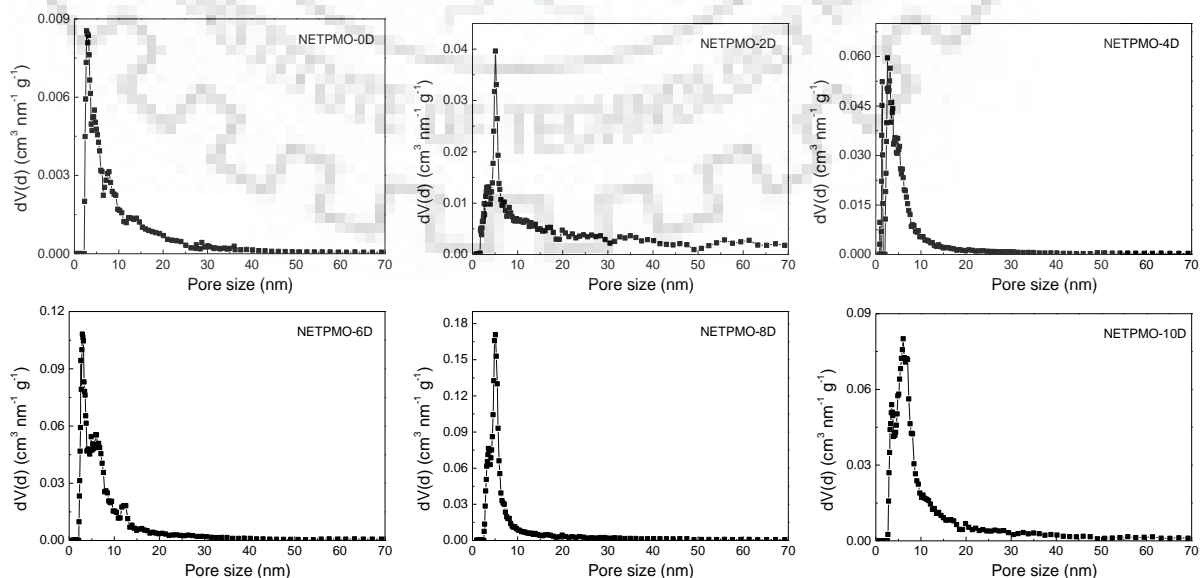 NETPMO-0D
dV(d) (cm³ nm⁻¹ g⁻¹)
0.009
0.006
0.003
0.000
0 10 20 30 40 50 60 70
Pore size (nm)
NETPMO-2D
dV(d) (cm³ nm⁻¹ g⁻¹)
0.04
0.03
0.02
0.01
0.00
0 10 20 30 40 50 60 70
Pore size (nm)
NETPMO-4D
dV(d) (cm³ nm⁻¹ g⁻¹)
0.060
0.045
0.030
0.015
0.000
0 10 20 30 40 50 60 70
Pore size (nm)
NETPMO-6D
dV(d) (cm³ nm⁻¹ g⁻¹)
0.12
0.09
0.06
0.03
0.00
0 10 20 30 40 50 60 70
Pore size (nm)
NETPMO-8D
dV(d) (cm³ nm⁻¹ g⁻¹)
0.18
0.15
0.12
0.09
0.06
0.03
0.00
0 10 20 30 40 50 60 70
Pore size (nm)
NETPMO-10D
dV(d) (cm³ nm⁻¹ g⁻¹)
0.09
0.06
0.03
0.00
0 10 20 30 40 50 60 70
Pore size (nm)